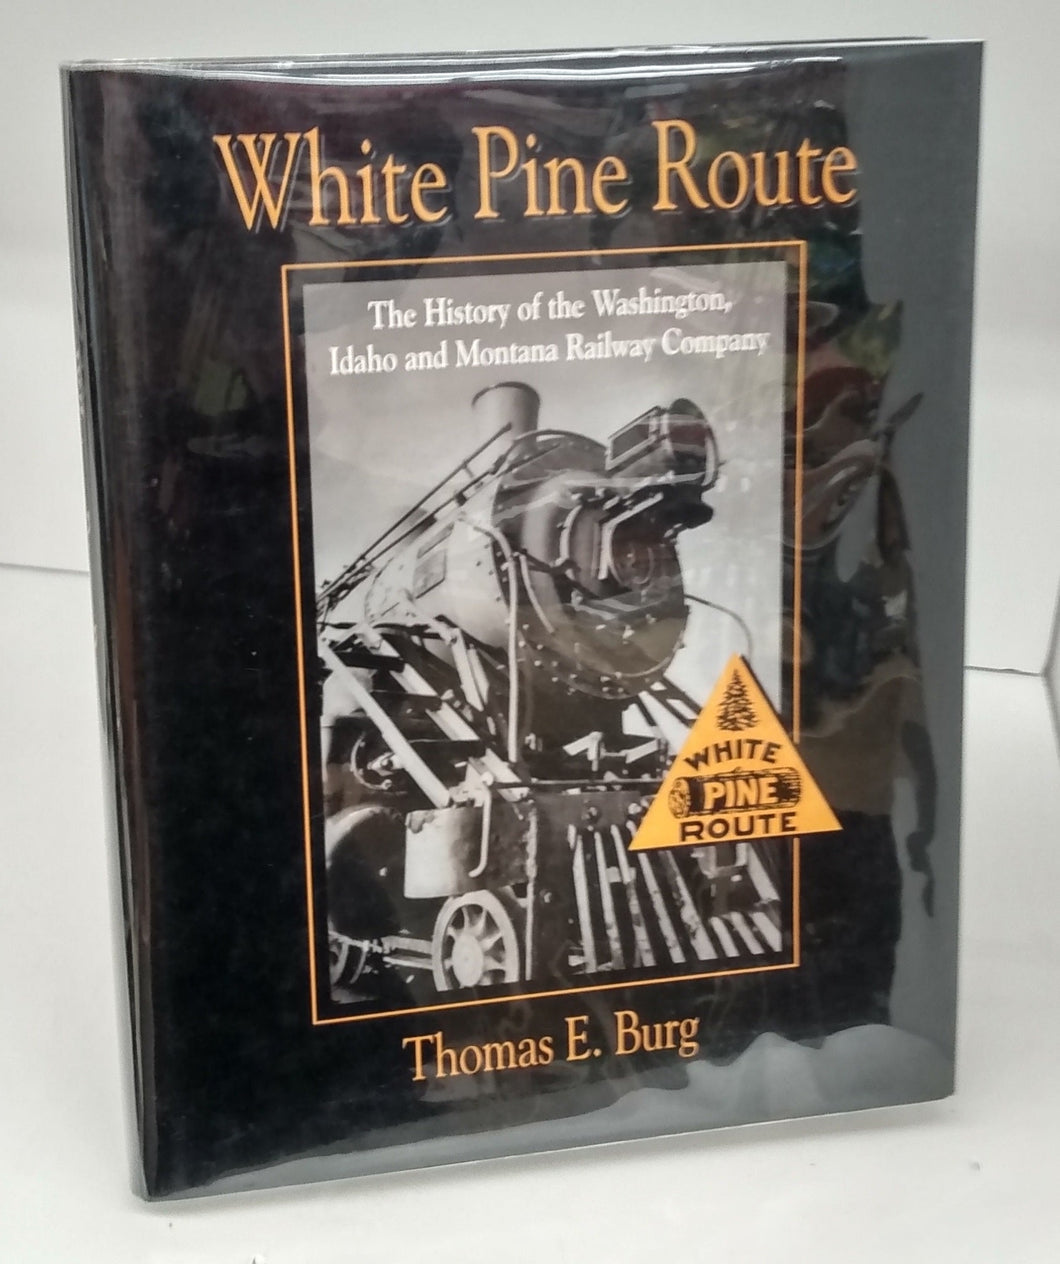 White Pine Route
The History of the Washington,
Idaho and Montana Railway Company
WHITE
PINE
ROUTE
Thomas E. Burg